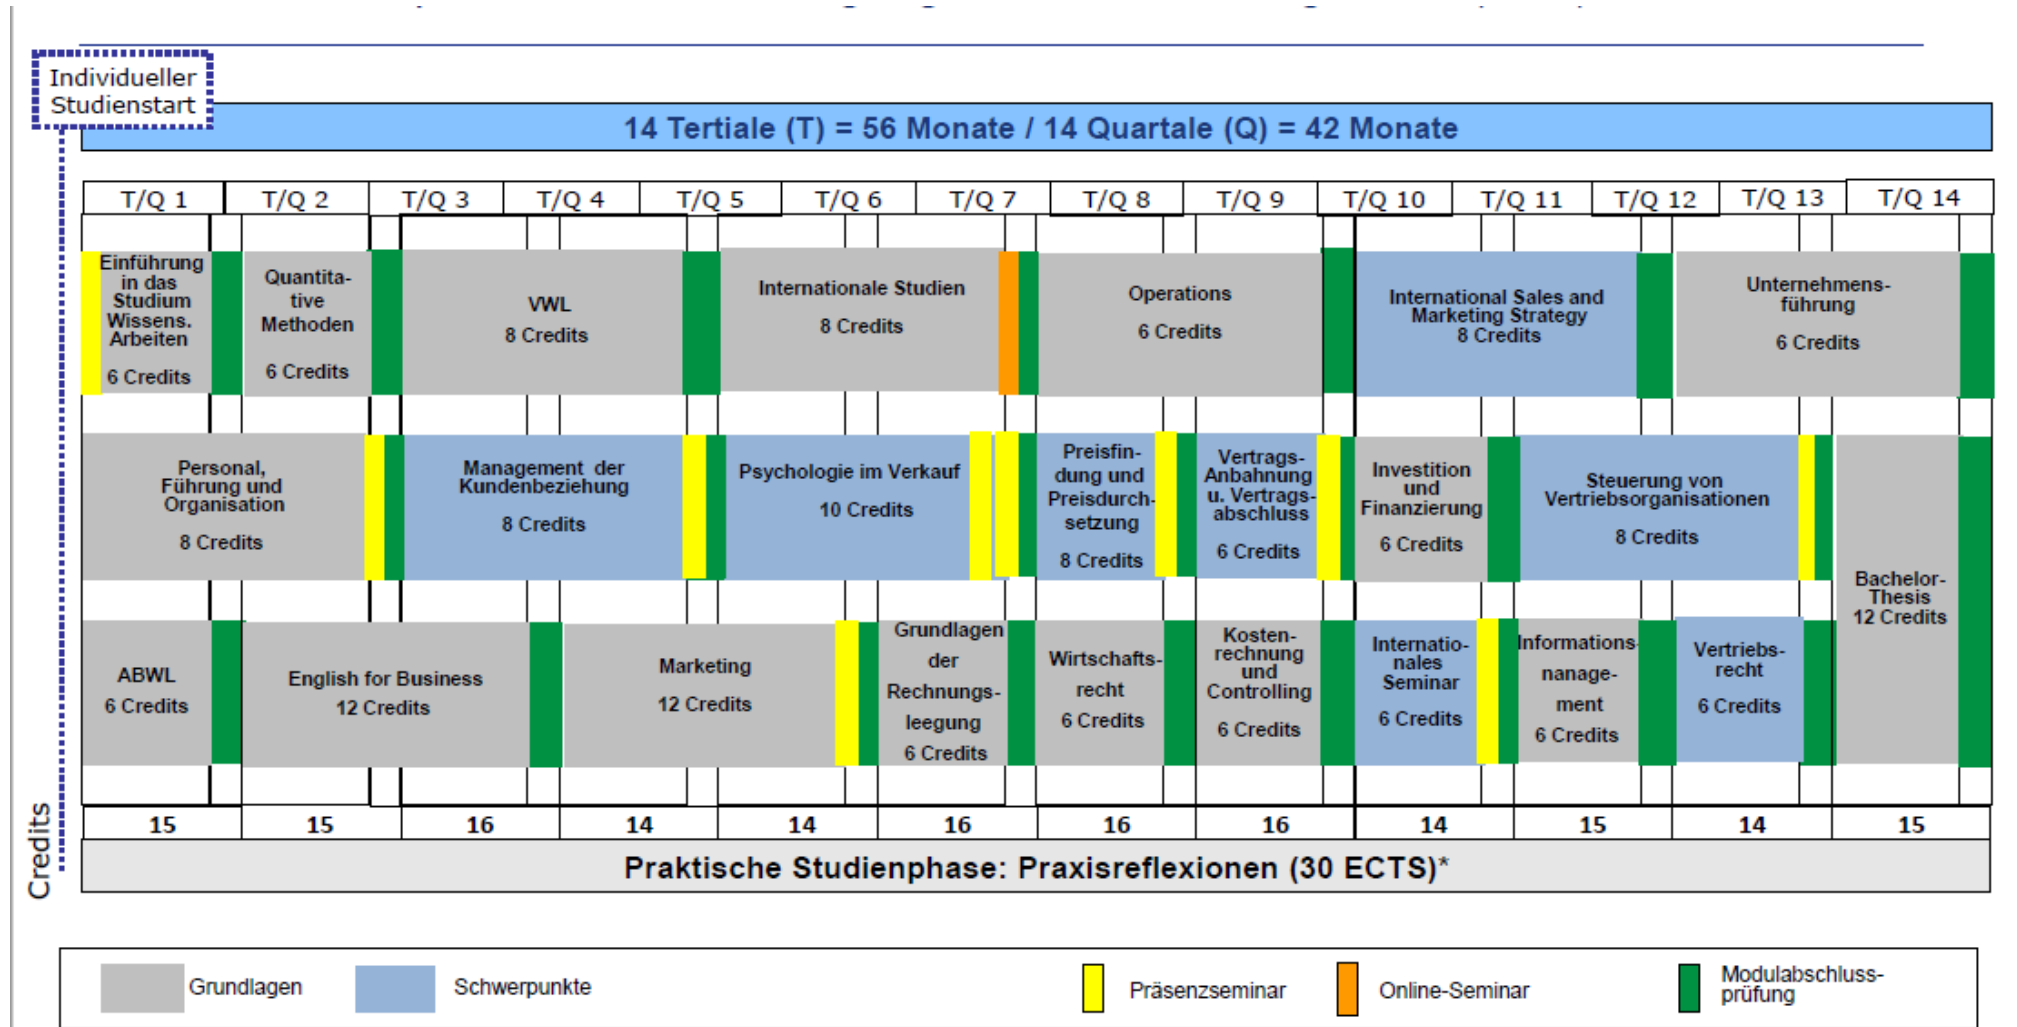 Individueller
Studienstart
14 Tertiale (T) = 56 Monate / 14 Quartale (Q) = 42 Monate
T/Q 1 T/Q 2 T/Q 3 T/Q 4 T/Q 5 T/Q 6 T/Q 7 T/Q 8 T/Q 9 T/Q 10 T/Q 11 T/Q 12 T/Q 13 T/Q 14
Einführung
in das
Studium
Wissens.
Arbeiten
6 Credits
Quantita-
tive
Methoden
6 Credits
VWL
8 Credits
Internationale Studien
8 Credits
Operations
6 Credits
International Sales and
Marketing Strategy
8 Credits
Unternehmens-
führung
6 Credits
Personal,
Führung und
Organisation
8 Credits
Management der
Kundenbeziehung
8 Credits
Psychologie im Verkauf
10 Credits
Preisfin-
dung und
Preisdurch-
setzung
8 Credits
Vertrags-
Anbahnung
u. Vertrags-
abschluss
6 Credits
Investition
und
Finanzierung
6 Credits
Steuerung von
Vertriebsorganisationen
8 Credits
Bachelor-
Thesis
12 Credits
ABWL
6 Credits
English for Business
12 Credits
Marketing
12 Credits
Grundlagen
der
Rechnungs-
leegung
6 Credits
Wirtschafts-
recht
6 Credits
Kosten-
rechnung
und
Controlling
6 Credits
Internatio-
nales
Seminar
6 Credits
Informations-
nanage-
ment
6 Credits
Vertriebs-
recht
6 Credits
Credits
15 15 16 14 14 16 16 16 14 15 14 15
Praktische Studienphase: Praxisreflexionen (30 ECTS)*
Grundlagen
Schwerpunkte
Präsenzseminar
Online-Seminar
Modulabschluss-
prüfung